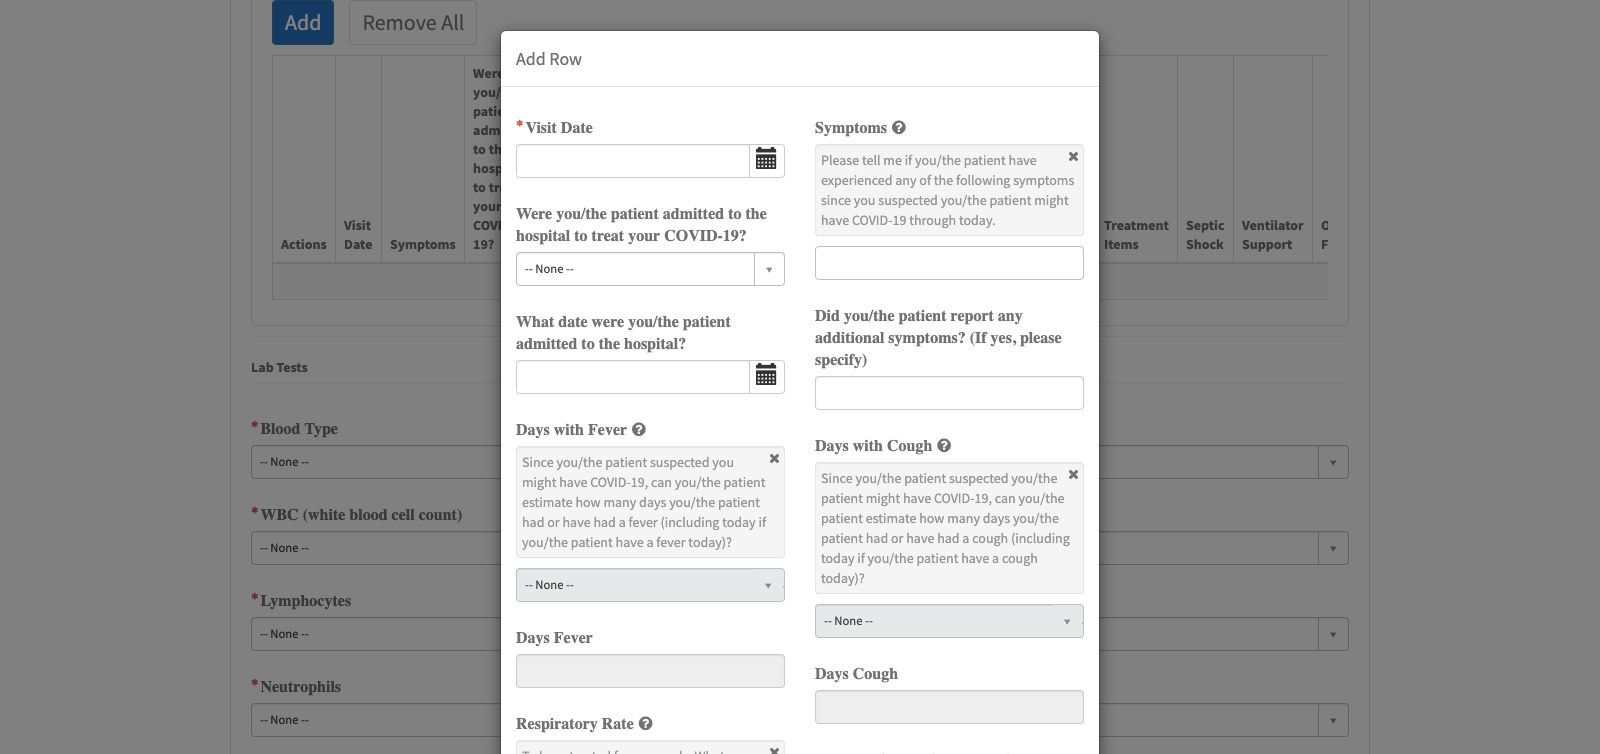 Add
Remove All
Add Row
* Visit Date
Were you/the patient admitted to the
hospital to treat your COVID-19?
-- None --
What date were you/the patient
admitted to the hospital?
Days with Fever
Since you/the patient suspected you
might have COVID-19, can you/the patient
estimate how many days you/the patient
had or have had a fever (including today if
you/the patient have a fever today)?
-- None --
Days Fever
Respiratory Rate
Symptoms
Please tell me if you/the patient have
experienced any of the following symptoms
since you suspected you/the patient might
have COVID-19 through today.
Did you/the patient report any
additional symptoms? (If yes, please
specify)
Days with Cough
Since you/the patient suspected you/the
patient might have COVID-19, can you/the
patient estimate how many days you/the
patient had or have had a cough (including
today if you/the patient have a cough
today)?
-- None --
Days Cough
Actions
Visit
Date
Symptoms
Were
you/
patie
adm
to th
hosp
to tr
your
COVI
19?
Treatment
Items
Septic
Shock
Ventilator
Support
O
F
Lab Tests
* Blood Type
-- None --
* WBC (white blood cell count)
-- None --
* Lymphocytes
-- None --
* Neutrophils
-- None --